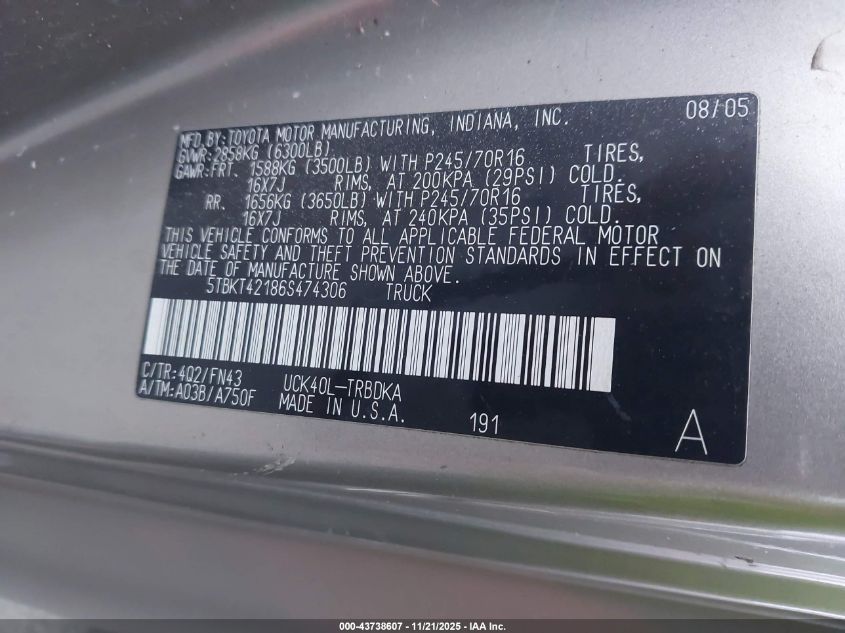 MFD.BY: TOYOTA MOTOR MANUFACTURING, INDIANA, INC. 08/05
GVWR: 2858KG (6300LB)
GAWR:FRT. 1588KG (3500LB) WITH P245/70R16 TIRES,
16X7J RIMS, AT 200KPA (29PSI) COLD.
RR. 1656KG (3650LB) WITH P245/70R16 TIRES,
16X7J RIMS, AT 240KPA (35PSI) COLD.
THIS VEHICLE CONFORMS TO ALL APPLICABLE FEDERAL MOTOR
VEHICLE SAFETY AND THEFT PREVENTION STANDARDS IN EFFECT ON
THE DATE OF MANUFACTURE SHOWN ABOVE.
5TBKT42186S474306 TRUCK
C/TR:4Q2/FN43 UCK40L-TRBDKA
A/TM:A03B/A750F MADE IN U.S.A. 191 A
000-43738607 - 11/21/2025 - IAA Inc.